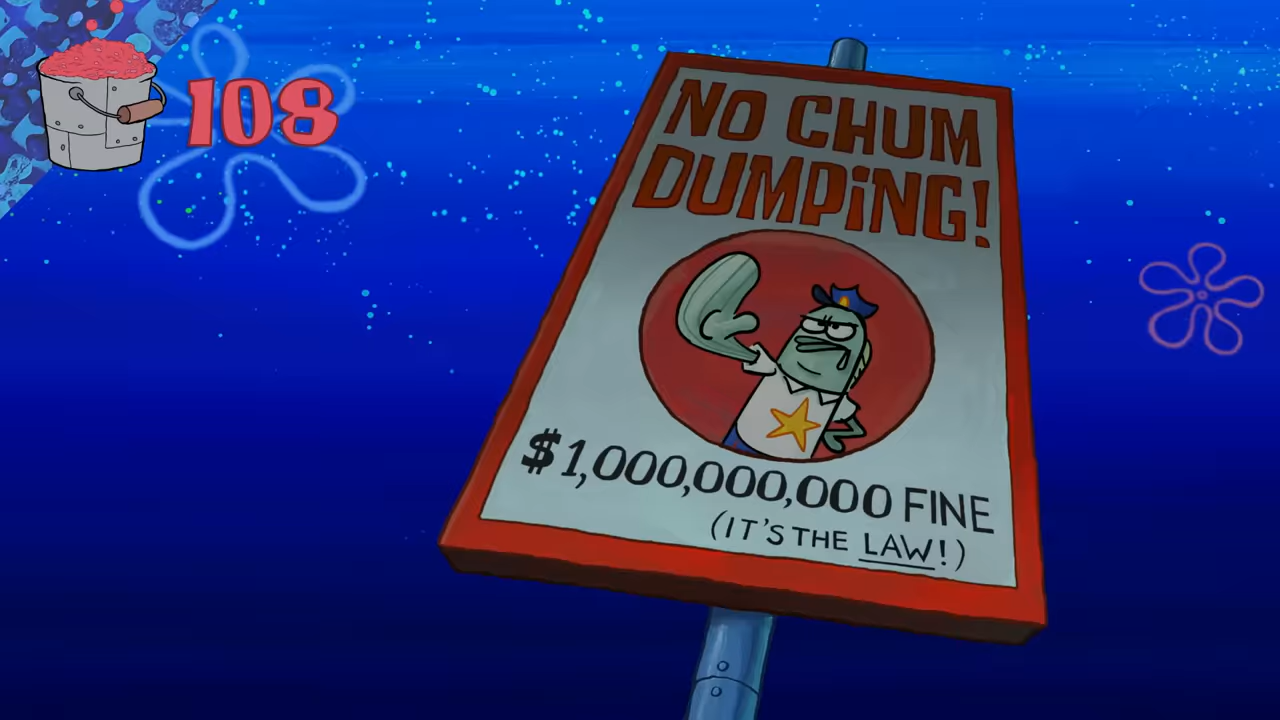 108
NO CHUM
DUMPiNG!
$1,000,000,000 FINE
(IT'S THE LAW!)